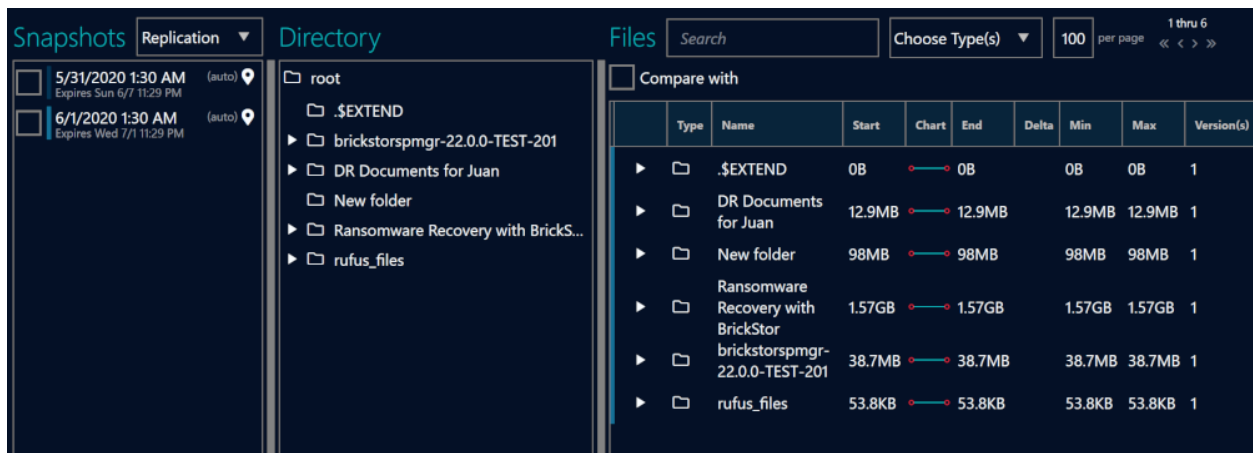 Snapshots
Replication
5/31/2020 1:30 AM (auto)
Expires Sun 6/7 11:29 PM
6/1/2020 1:30 AM (auto)
Expires Wed 7/1 11:29 PM
Directory
root
.$EXTEND
brickstorspmgr-22.0.0-TEST-201
DR Documents for Juan
New folder
Ransomware Recovery with BrickS...
rufus_files
Files
Search
Choose Type(s)
100 per page
1 thru 6
« < > »
Compare with
Type Name Start Chart End Delta Min Max Version(s)
.$EXTEND 0B 0B 0B 0B 1
DR Documents
for Juan
12.9MB 12.9MB 12.9MB 12.9MB 1
New folder 98MB 98MB 98MB 98MB 1
Ransomware
Recovery with
BrickStor
1.57GB 1.57GB 1.57GB 1.57GB 1
brickstorspmgr-
22.0.0-TEST-201
38.7MB 38.7MB 38.7MB 38.7MB 1
rufus_files 53.8KB 53.8KB 53.8KB 53.8KB 1